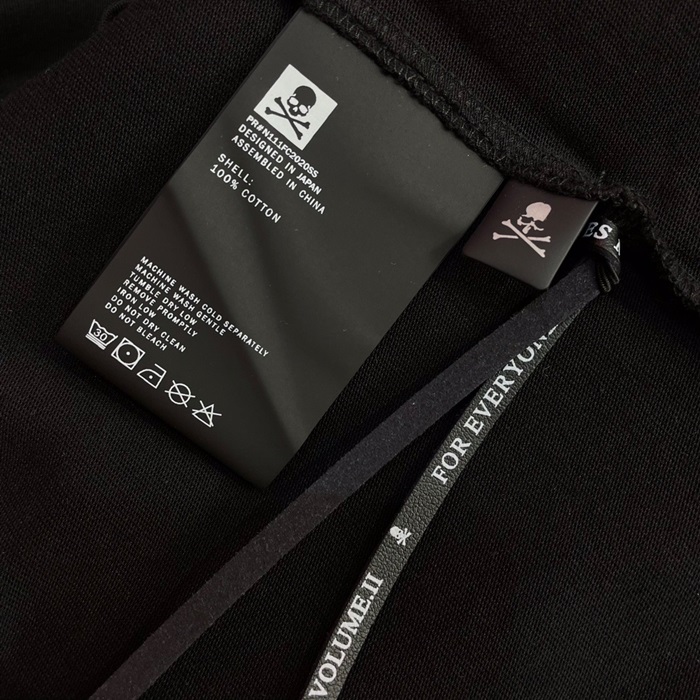 PR#N111FC2020SS
DESIGNED IN JAPAN
ASSEMBLED IN CHINA
SHELL:
100% COTTON
MACHINE WASH COLD SEPARATELY
MACHINE WASH GENTLE
TUMBLE DRY LOW
REMOVE PROMPTLY
IRON LOW
DO NOT DRY CLEAN
DO NOT BLEACH
30
FOR EVERYONE
VOLUME.II